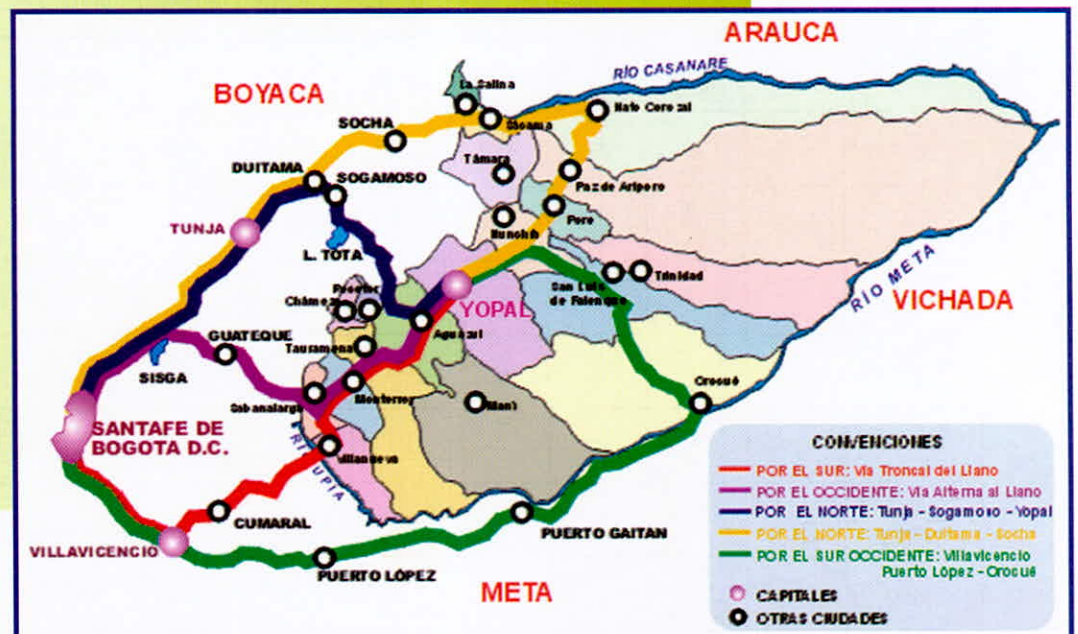 ARAUCA
RÍO CASANARE
BOYACA
La Salina
Hato Corozal
SOCHA
Sácama
Támara
DUITAMA
SOGAMOSO
Paz de Ariporo
Pore
Nunchía
TUNJA
L. TOTA
San Luis
de Palenque
Trinidad
RÍO META
VICHADA
YOPAL
Chámeza
Aguazul
GUATEQUE
Tauramena
SISGA
Sabanalarga
Monterrey
Maní
Orocué
SANTAFE DE
BOGOTA D.C.
Villanueva
RÍO UPIA
CUMARAL
VILLAVICENCIO
PUERTO GAITAN
PUERTO LÓPEZ
META
CONVENCIONES
POR EL SUR: Vía Troncal del Llano
POR EL OCCIDENTE: Vía Alterna al Llano
POR EL NORTE: Tunja - Sogamoso - Yopal
POR EL NORTE: Tunja - Duitama - Socha
POR EL SUR OCCIDENTE: Villavicencio
Puerto López - Orocué
CAPITALES
OTRAS CIUDADES